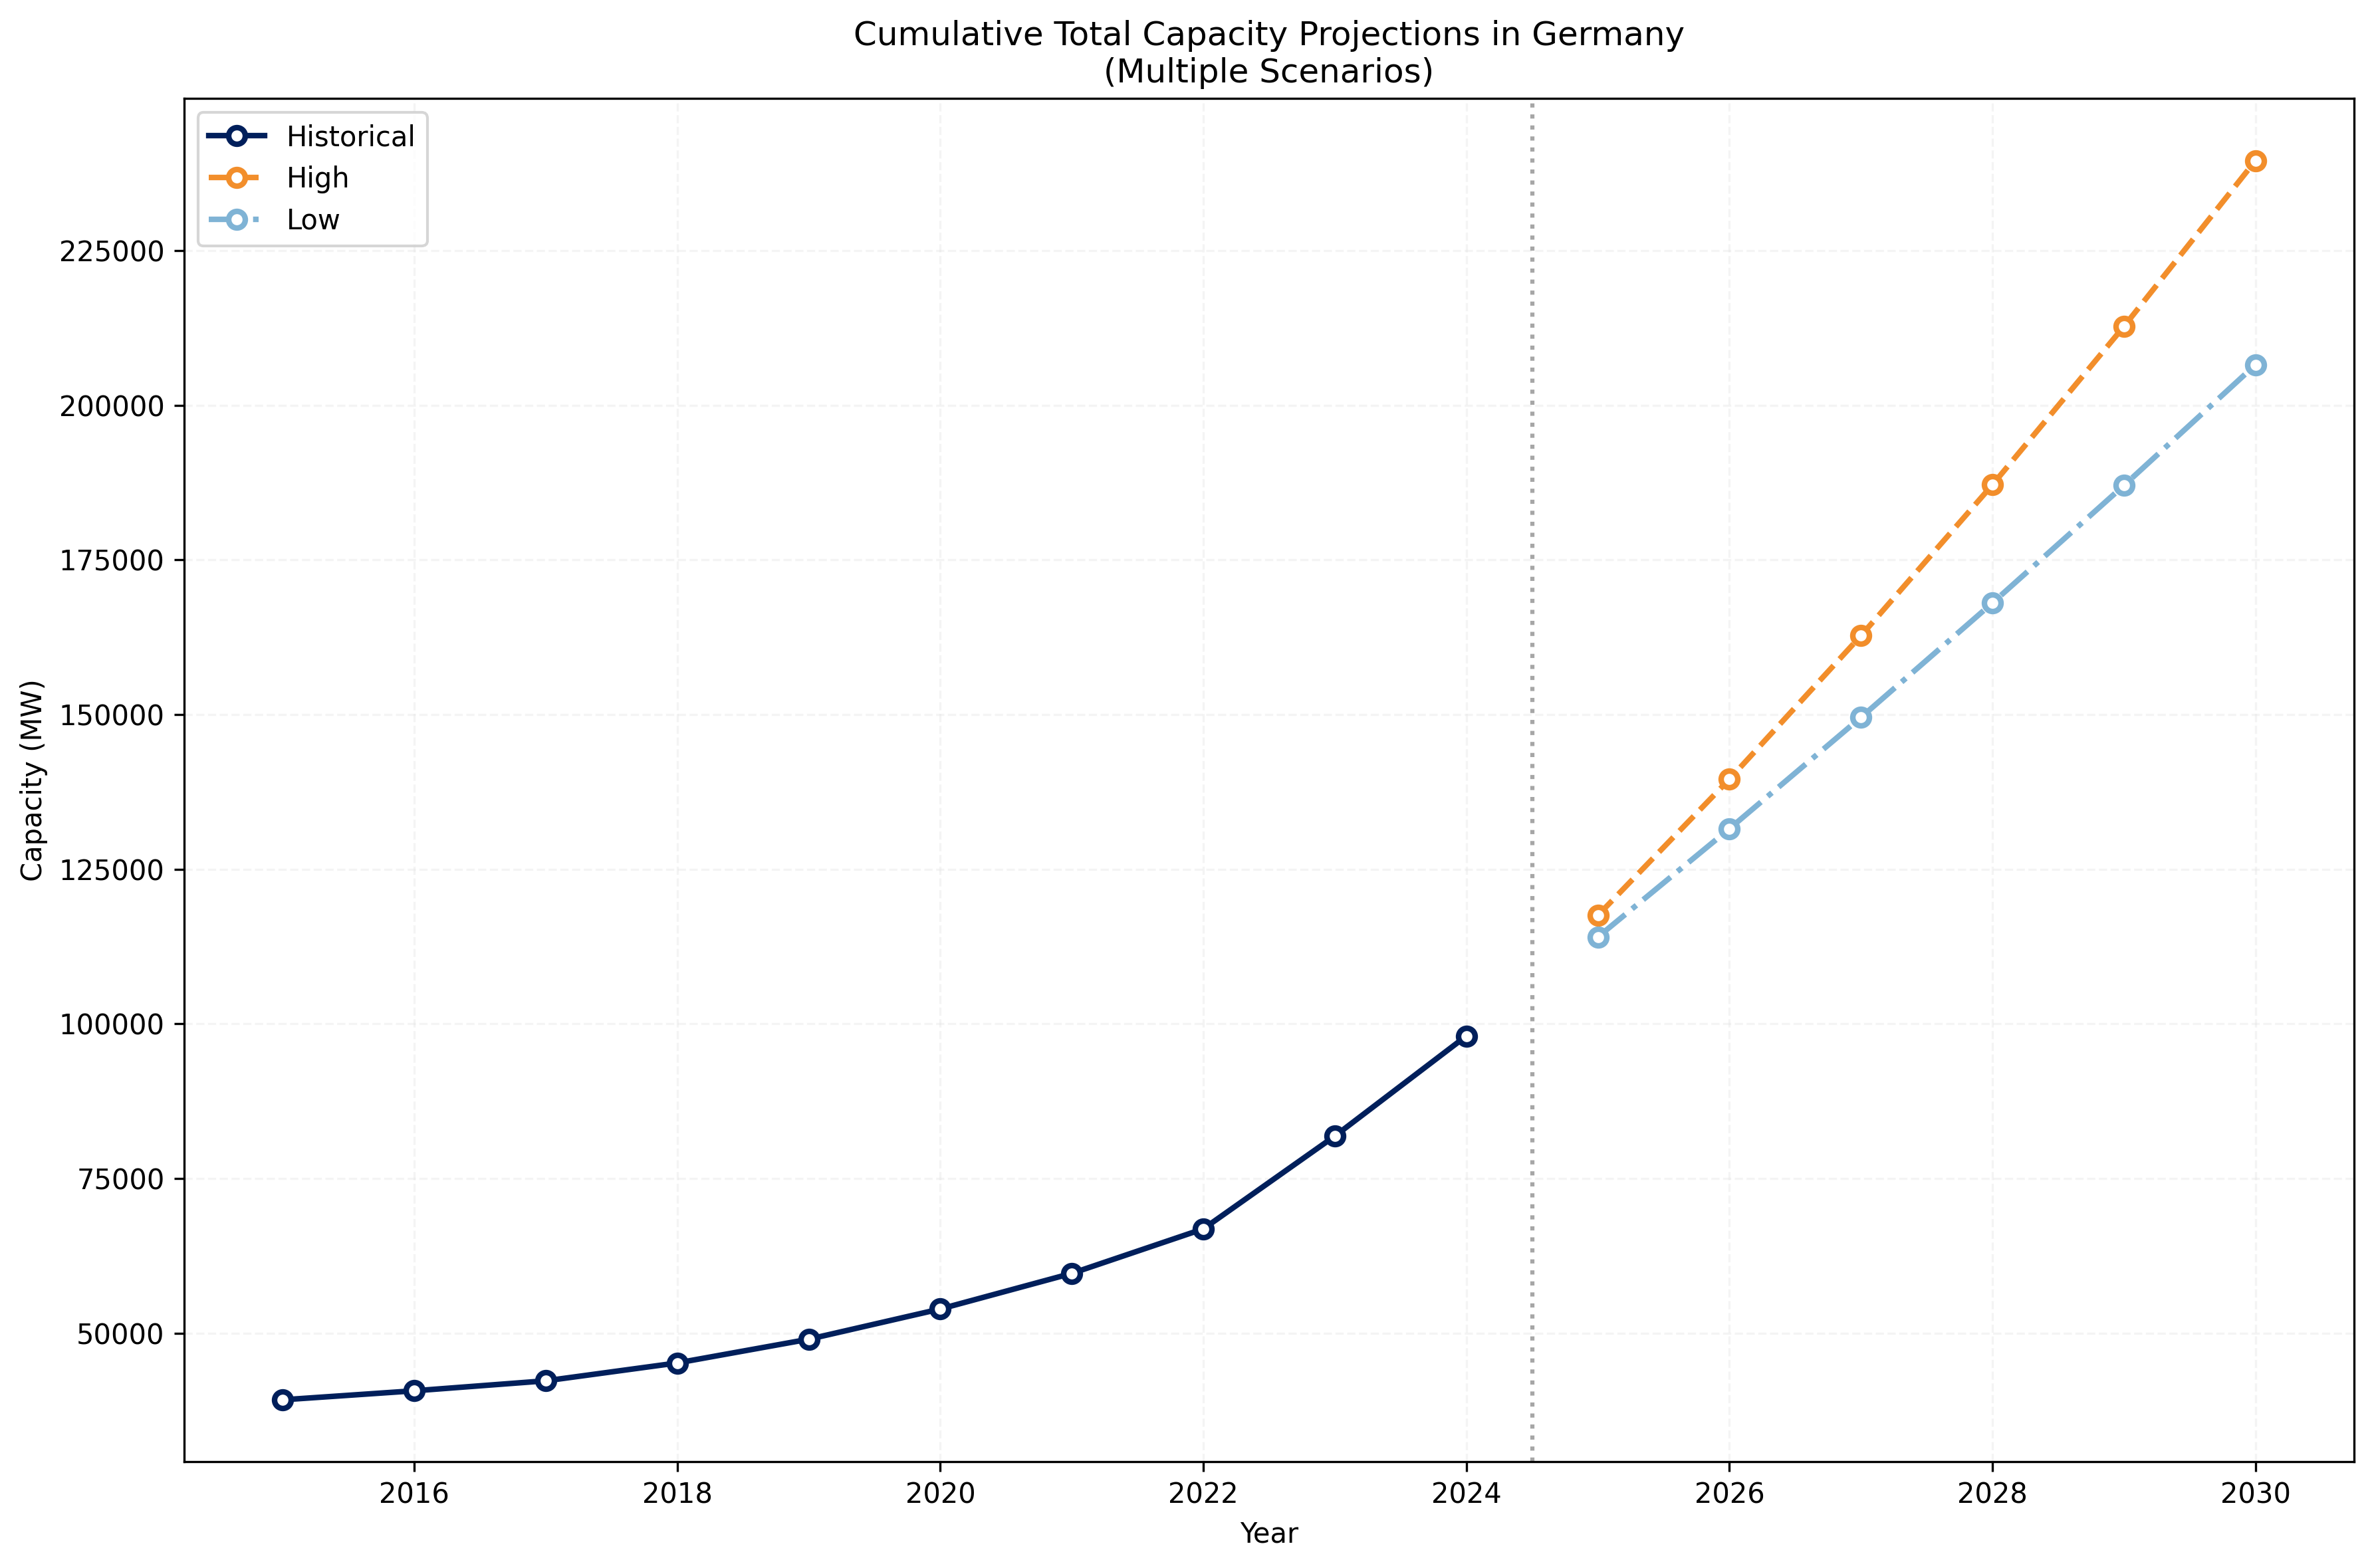 Cumulative Total Capacity Projections in Germany
(Multiple Scenarios)
Historical
High
Low
225000
200000
175000
150000
125000
100000
75000
50000
Capacity (MW)
2016
2018
2020
2022
2024
2026
2028
2030
Year